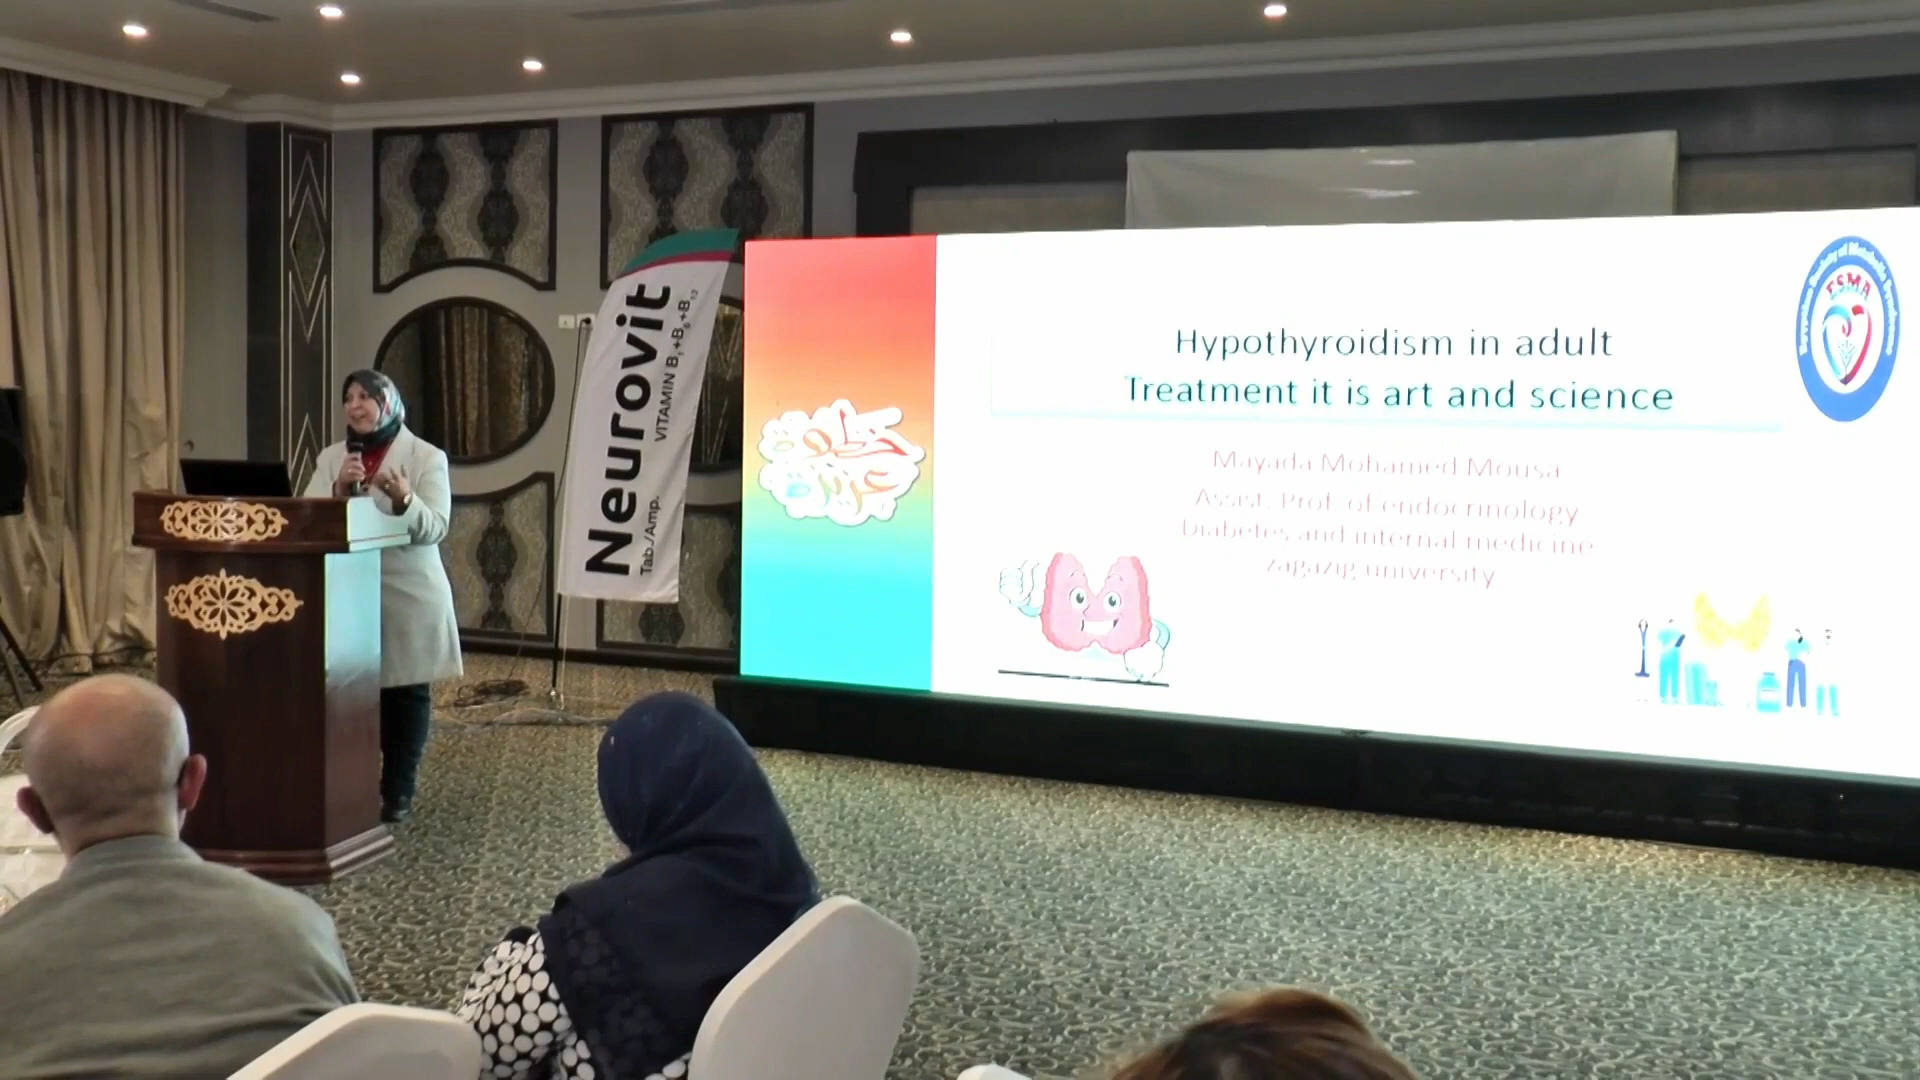 Neurovit
VITAMIN B1+B6+B12
Tab./Amp.
Hypothyroidism in adult
Treatment it is art and science
Mayada Mohamed Mousa
Assist. Prof. of endocrinology
Diabetes and internal medicine
zagazig university
ESMA